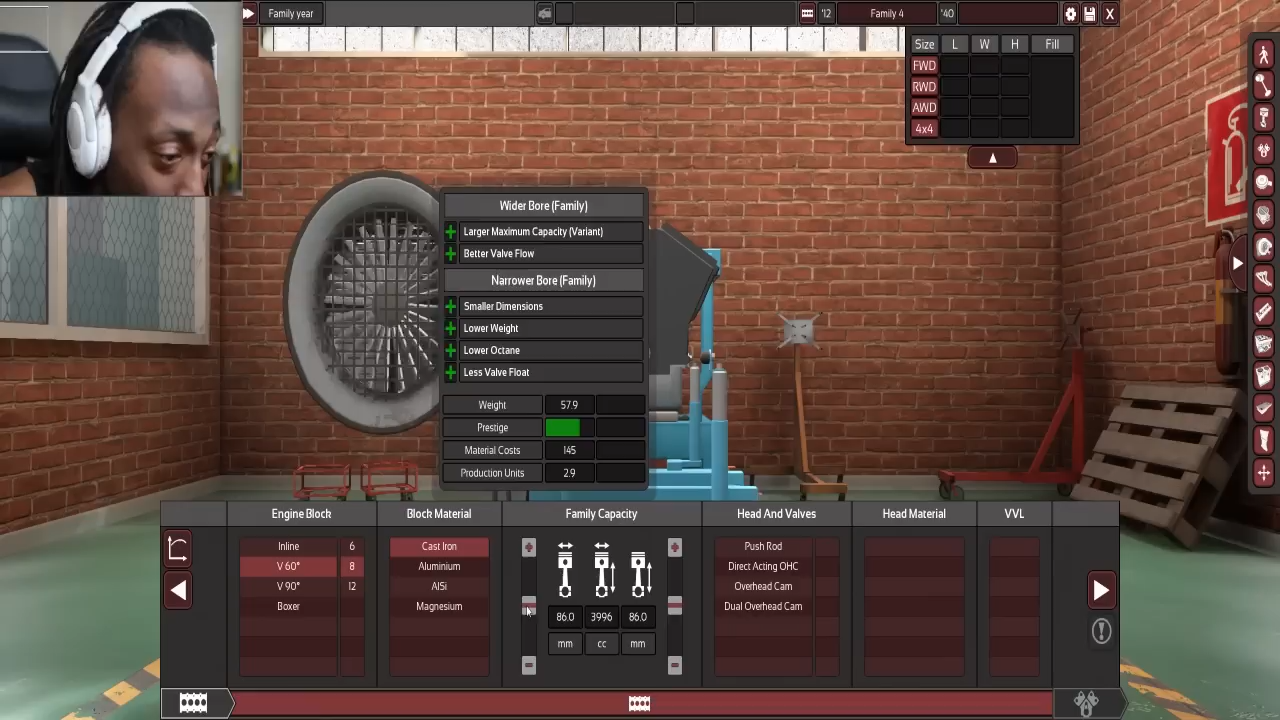 Family year
'12 Family 4 '40
Size L W H Fill
FWD
RWD
AWD
4x4
Wider Bore (Family)
Larger Maximum Capacity (Variant)
Better Valve Flow
Narrower Bore (Family)
Smaller Dimensions
Lower Weight
Lower Octane
Less Valve Float
Weight 57.9
Prestige
Material Costs 145
Production Units 2.9
Engine Block Block Material Family Capacity Head And Valves Head Material VVL
Inline 6 Cast Iron Push Rod
V 60° 8 Aluminium Direct Acting OHC
V 90° 12 AlSi Overhead Cam
Boxer Magnesium Dual Overhead Cam
86.0 3996 86.0
mm cc mm